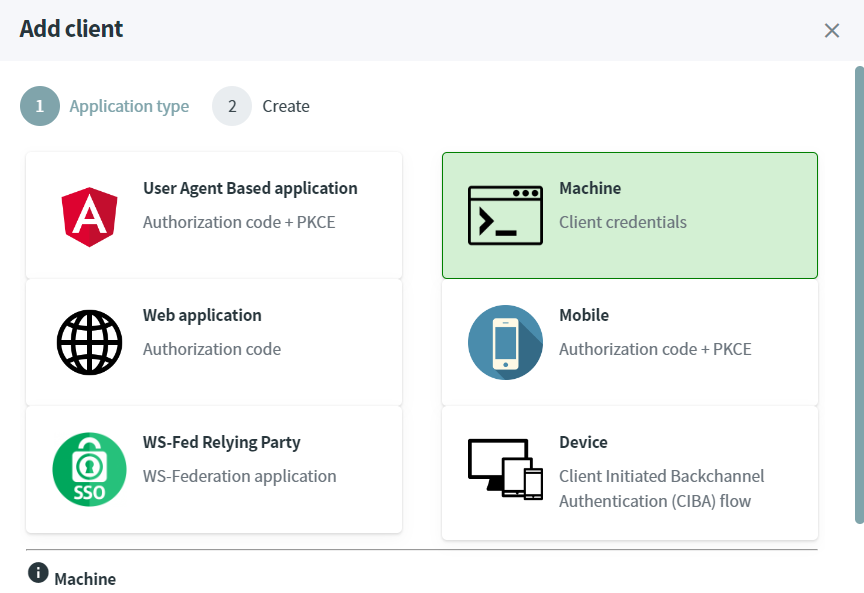 Add client
1 Application type 2 Create
User Agent Based application
Authorization code + PKCE
Machine
Client credentials
Web application
Authorization code
Mobile
Authorization code + PKCE
SSO
WS-Fed Relying Party
WS-Federation application
Device
Client Initiated Backchannel
Authentication (CIBA) flow
Machine